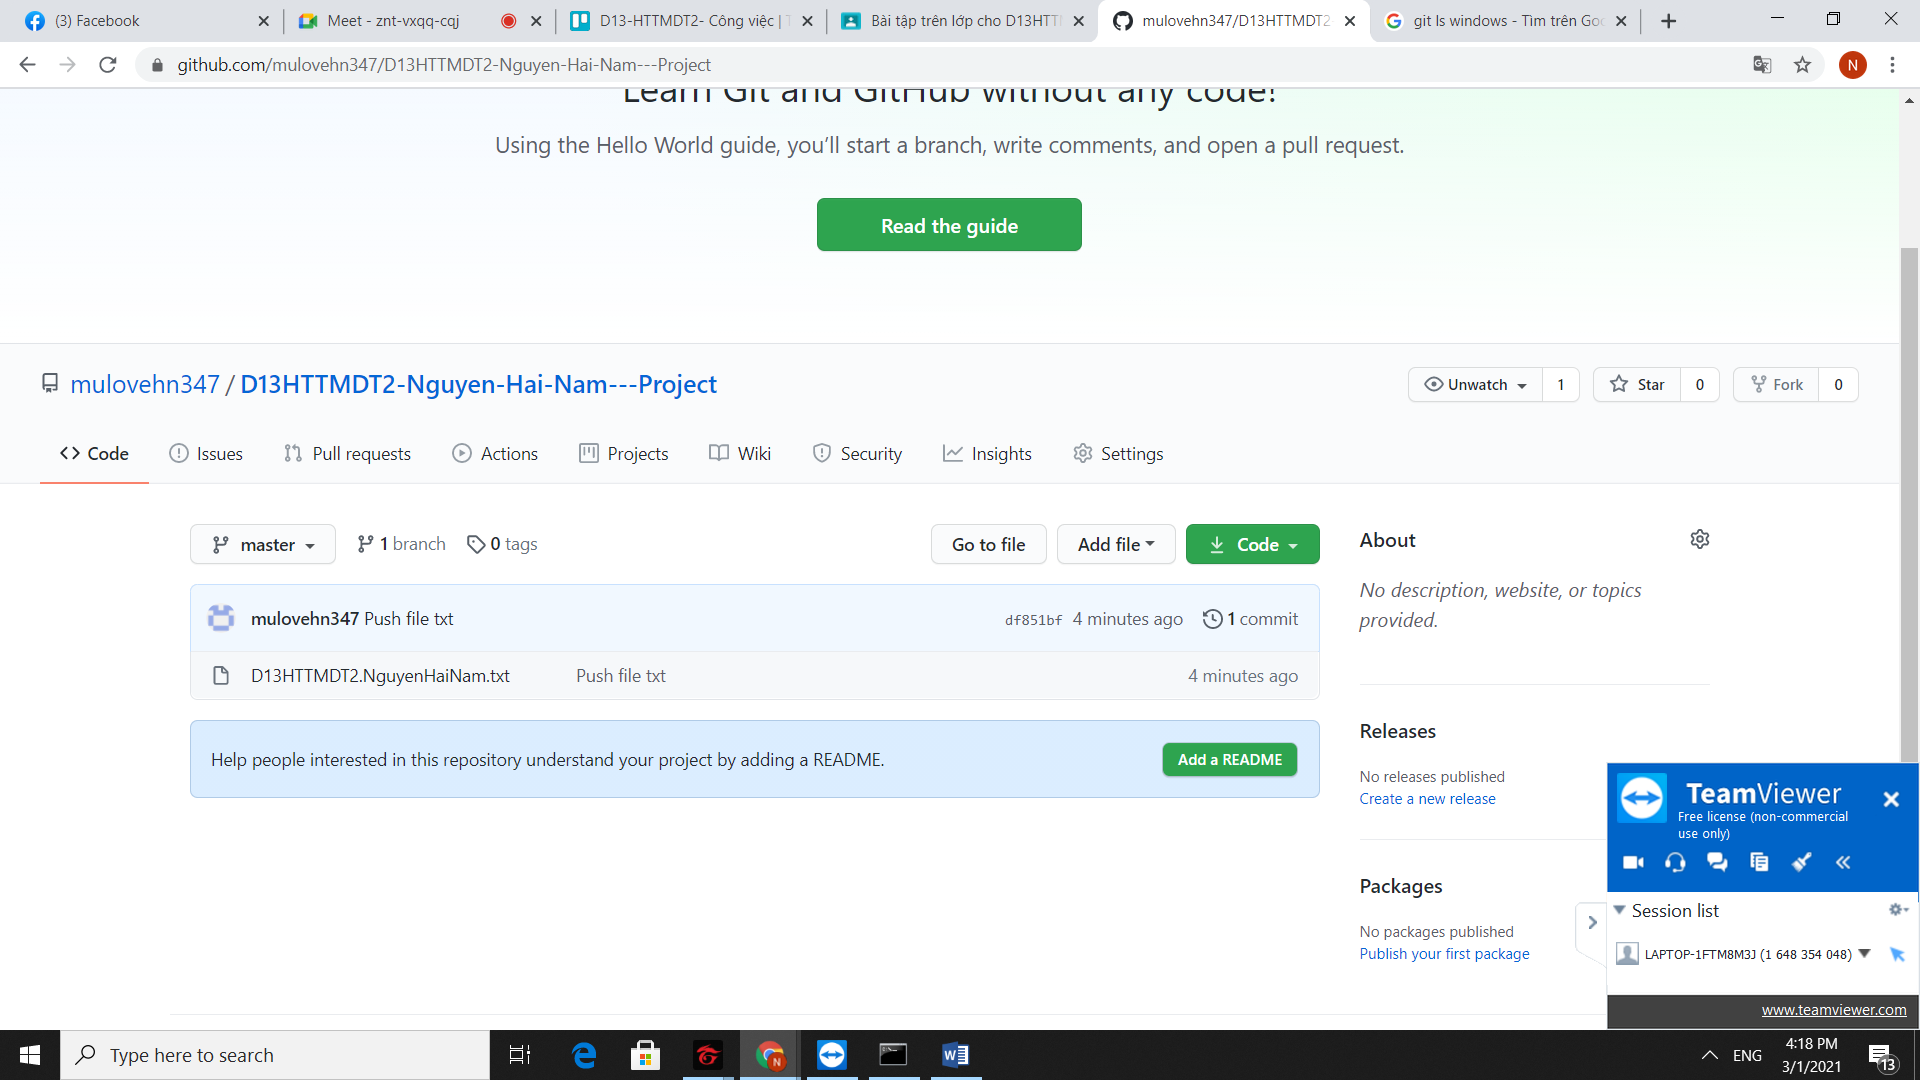 (3) Facebook
Meet - znt-vxqq-cqj
D13-HTTMDT2- Công việc | T
Bài tập trên lớp cho D13HTT
mulovehn347/D13HTTMDT2
git ls windows - Tìm trên Goo
github.com/mulovehn347/D13HTTMDT2-Nguyen-Hai-Nam---Project
N
Learn Git and GitHub without any code!
Using the Hello World guide, you’ll start a branch, write comments, and open a pull request.
Read the guide
mulovehn347 / D13HTTMDT2-Nguyen-Hai-Nam---Project
Unwatch 1
Star 0
Fork 0
Code
Issues
Pull requests
Actions
Projects
Wiki
Security
Insights
Settings
master
1 branch
0 tags
Go to file
Add file
Code
mulovehn347 Push file txt
df851bf 4 minutes ago
1 commit
D13HTTMDT2.NguyenHaiNam.txt
Push file txt
4 minutes ago
Help people interested in this repository understand your project by adding a README.
Add a README
About
No description, website, or topics
provided.
Releases
No releases published
Create a new release
Packages
No packages published
Publish your first package
TeamViewer
Free license (non-commercial
use only)
Session list
LAPTOP-1FTM8M3J (1 648 354 048)
www.teamviewer.com
Type here to search
N
ENG
4:18 PM
3/1/2021
13